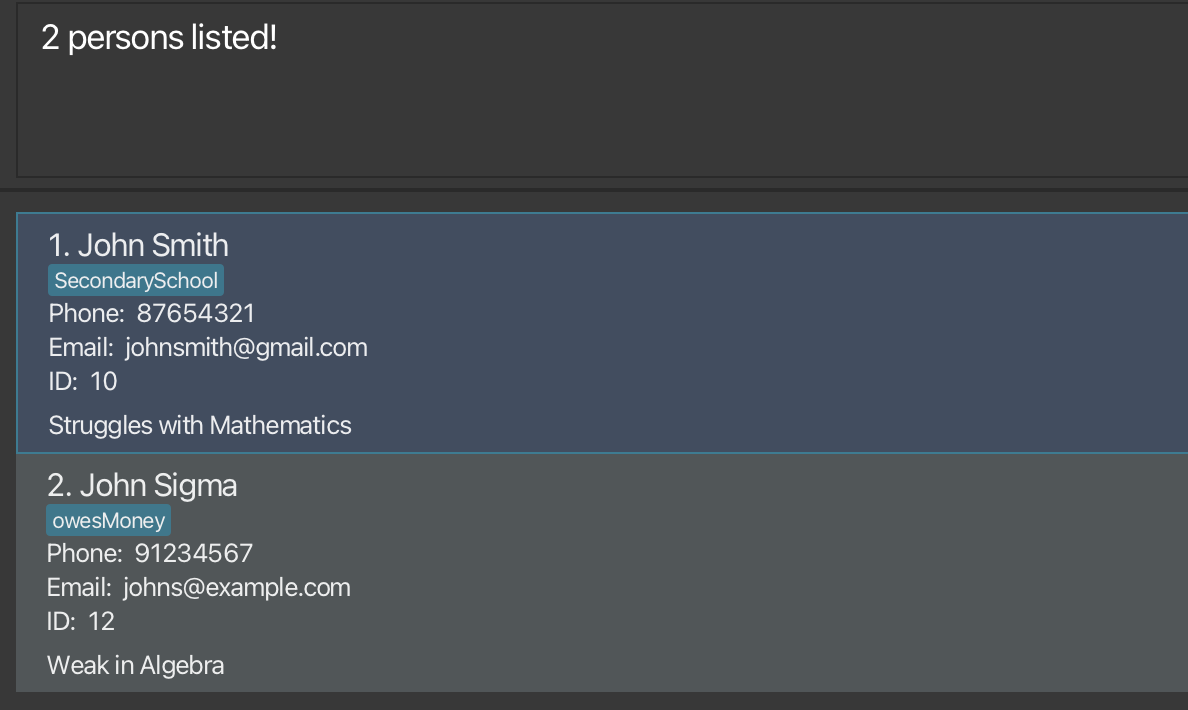 2 persons listed!
1. John Smith
SecondarySchool
Phone: 87654321
Email: johnsmith@gmail.com
ID: 10
Struggles with Mathematics
2. John Sigma
owesMoney
Phone: 91234567
Email: johns@example.com
ID: 12
Weak in Algebra